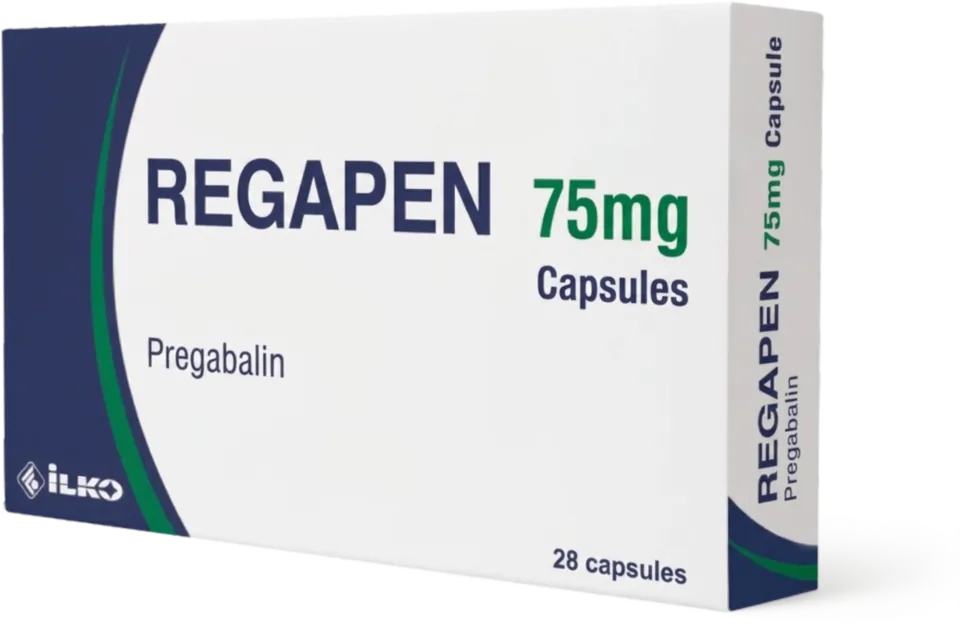 REGAPEN 75mg
Capsules
Pregabalin
İLKO
28 capsules
REGAPEN 75mg Capsule
Pregabalin